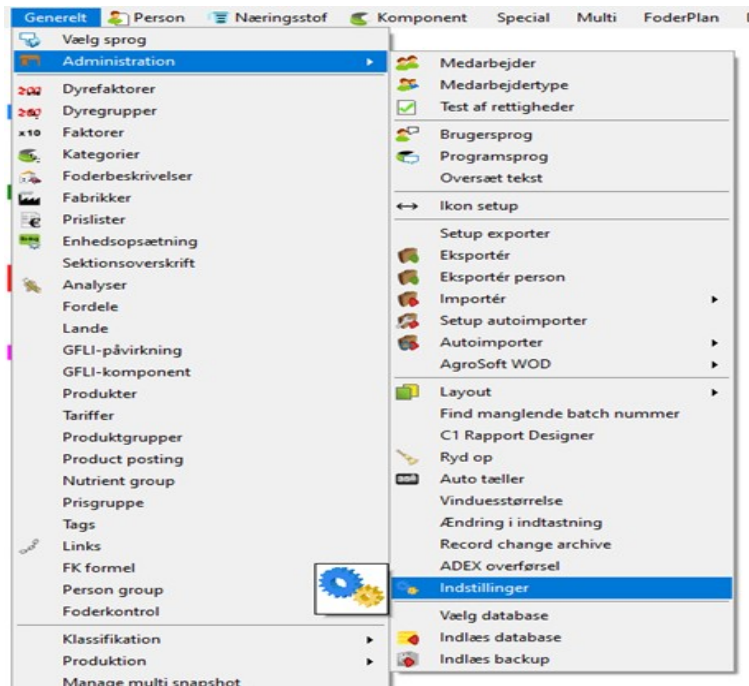 Generelt Person Næringsstof Komponent Special Multi FoderPlan
Vælg sprog
Administration
Dyrefaktorer
Dyregrupper
x10 Faktorer
Kategorier
Foderbeskrivelser
Fabrikker
Prislister
Enhedsopsætning
Sektionsoverskrift
Analyser
Fordele
Lande
GFLI-påvirkning
GFLI-komponent
Produkter
Tariffer
Produktgrupper
Product posting
Nutrient group
Prisgruppe
Tags
Links
FK formel
Person group
Foderkontrol
Klassifikation
Produktion
Manage multi snapshot
Medarbejder
Medarbejdertype
Test af rettigheder
Brugersprog
Programsprog
Oversæt tekst
Ikon setup
Setup exporter
Eksportér
Eksportér person
Importér
Setup autoimporter
Autoimporter
AgroSoft WOD
Layout
Find manglende batch nummer
C1 Rapport Designer
Ryd op
Auto tæller
Vinduesstørrelse
Ændring i indtastning
Record change archive
ADEX overførsel
Indstillinger
Vælg database
Indlæs database
Indlæs backup